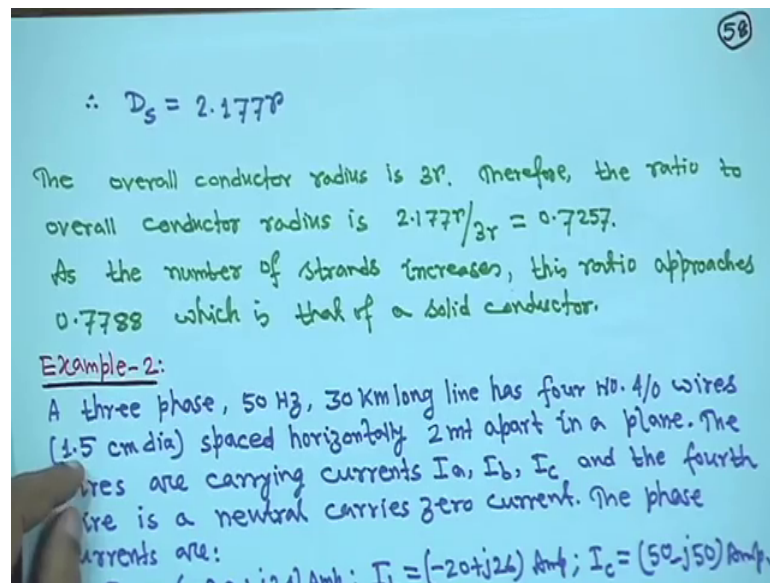 58
∴ Ds = 2.177r
The overall conductor radius is 3r. Therefore, the ratio to
overall conductor radius is 2.177r/3r = 0.7257.
As the number of strands increases, this ratio approaches
0.7788 which is that of a solid conductor.
Example-2:
A three phase, 50 Hz, 30 Km long line has four No. 4/0 wires
(1.5 cm dia) spaced horizontally 2 mt apart in a plane. The
ires are carrying currents Ia, Ib, Ic and the fourth
ire is a neutral carries zero current. The phase
urrents are:
Amp; I = (-20+j26) Amp; Ic = (50-j50) Amp.